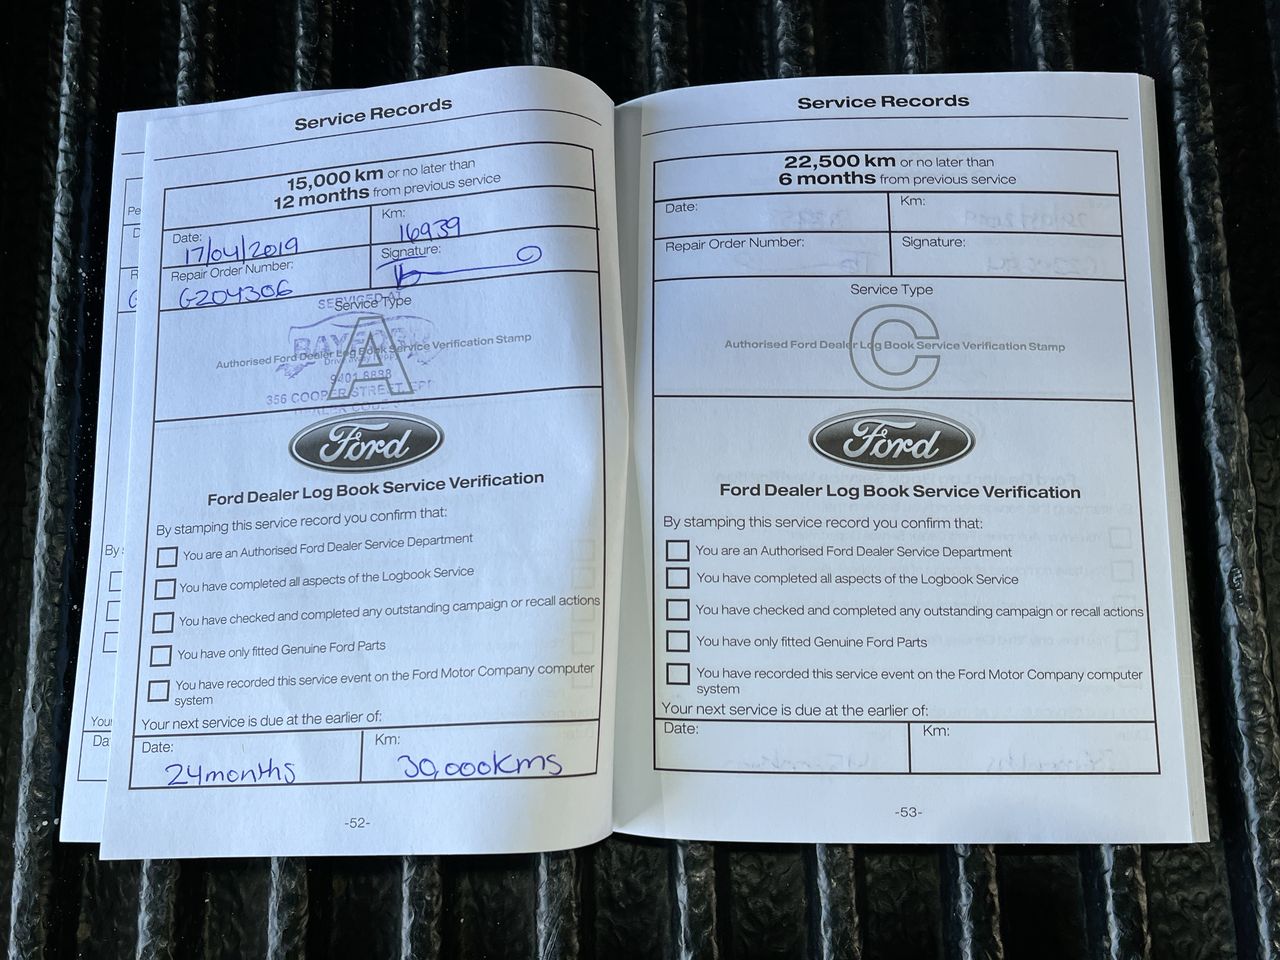 Service Records
15,000 km or no later than
12 months from previous service
Date:
17/04/2019
Km:
16939
Repair Order Number:
G204306
Signature:
SERVICED AT
Service Type
BAYFORD
A
Authorised Ford Dealer Log Book Service Verification Stamp
9401 8888
356 COOPER STREET, EPP
Ford
Ford Dealer Log Book Service Verification
By stamping this service record you confirm that:
You are an Authorised Ford Dealer Service Department
You have completed all aspects of the Logbook Service
You have checked and completed any outstanding campaign or recall actions
You have only fitted Genuine Ford Parts
You have recorded this service event on the Ford Motor Company computer
system
Your next service is due at the earlier of:
Date:
24months
Km:
30,000Kms
-52-
Service Records
22,500 km or no later than
6 months from previous service
Date:
Km:
Repair Order Number:
Signature:
Service Type
C
Authorised Ford Dealer Log Book Service Verification Stamp
Ford
Ford Dealer Log Book Service Verification
By stamping this service record you confirm that:
You are an Authorised Ford Dealer Service Department
You have completed all aspects of the Logbook Service
You have checked and completed any outstanding campaign or recall actions
You have only fitted Genuine Ford Parts
You have recorded this service event on the Ford Motor Company computer
system
Your next service is due at the earlier of:
Date:
Km:
-53-